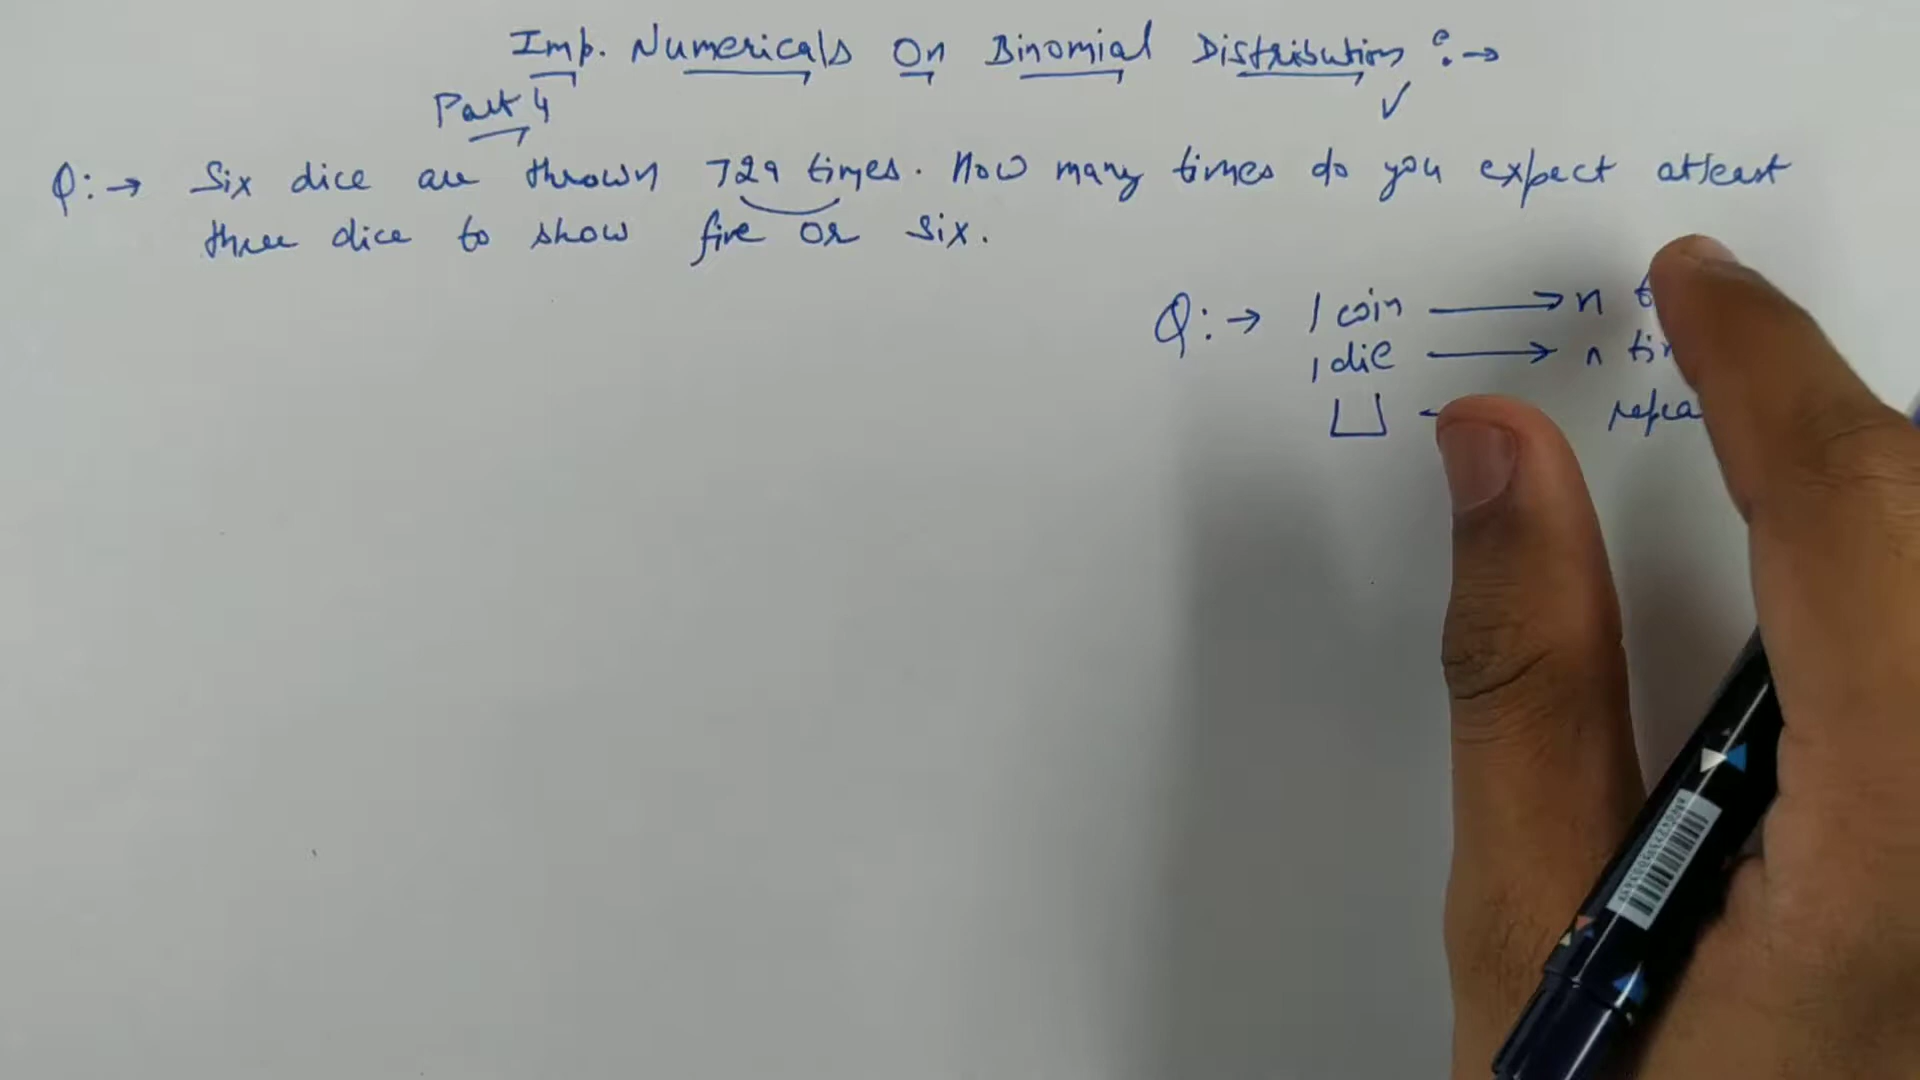 Imp. Numericals On Binomial Distribution :→
Part 4
Q:→ Six dice are thrown 729 times. How many times do you expect atleast
three dice to show five or six.
Q:→ 1 coin → n
1 die → n